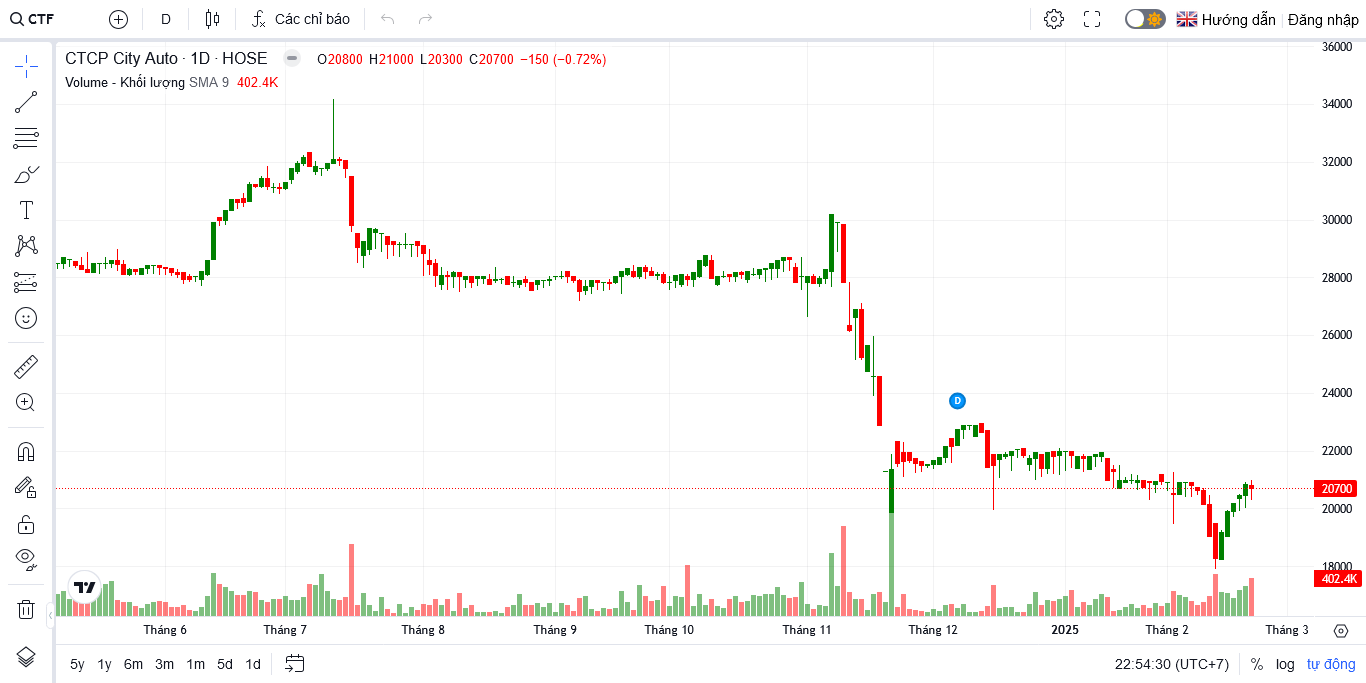 CTF D Các chỉ báo Hướng dẫn Đăng nhập
CTCP City Auto · 1D · HOSE O20800 H21000 L20300 C20700 −150 (−0.72%)
Volume - Khối lượng SMA 9 402.4K
36000
34000
32000
30000
28000
26000
24000
D
22000
20700
20000
18000
402.4K
Tháng 6 Tháng 7 Tháng 8 Tháng 9 Tháng 10 Tháng 11 Tháng 12 2025 Tháng 2 Tháng 3
5y 1y 6m 3m 1m 5d 1d 22:54:30 (UTC+7) % log tự động